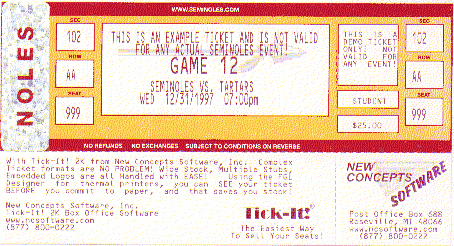 WWW.SEMINOLES.COM
NOLES
SEC
102
ROW
AA
SEAT
999
THIS IS AN EXAMPLE TICKET AND IS NOT VALID
FOR ANY ACTUAL SEMINOLES EVENT!
GAME 12
SEMINOLES VS. TARTARS
WED 12/31/1997 07:00pm
THIS IS A
DEMO TICKET
ONLY! NOT
VALID FOR
ANY EVENT!
STUDENT
$25.00
SEC
102
ROW
AA
SEAT
999
NO REFUNDS NO EXCHANGES SUBJECT TO CONDITIONS ON REVERSE
With Tick-It! 2K from New Concepts Software, Inc. Complex
Ticket formats are NO PROBLEM! Wide Stock, Multiple Stubs,
Embedded Logos are all Handled with EASE! Using the FGL
Designer for thermal printers, you can SEE your ticket
BEFORE you commit to paper, and that saves you stock!
New Concepts Software, Inc.
Tick-It! 2K Box Office Software
www.ncsoftware.com
(877) 800-0222
Tick-It!®
The Easiest Way
To Sell Your Seats!
NEW
CONCEPTS
SOFTWARE
Post Office Box 688
Roseville, MI 48066
www.ncsoftware.com
(877) 800-0222